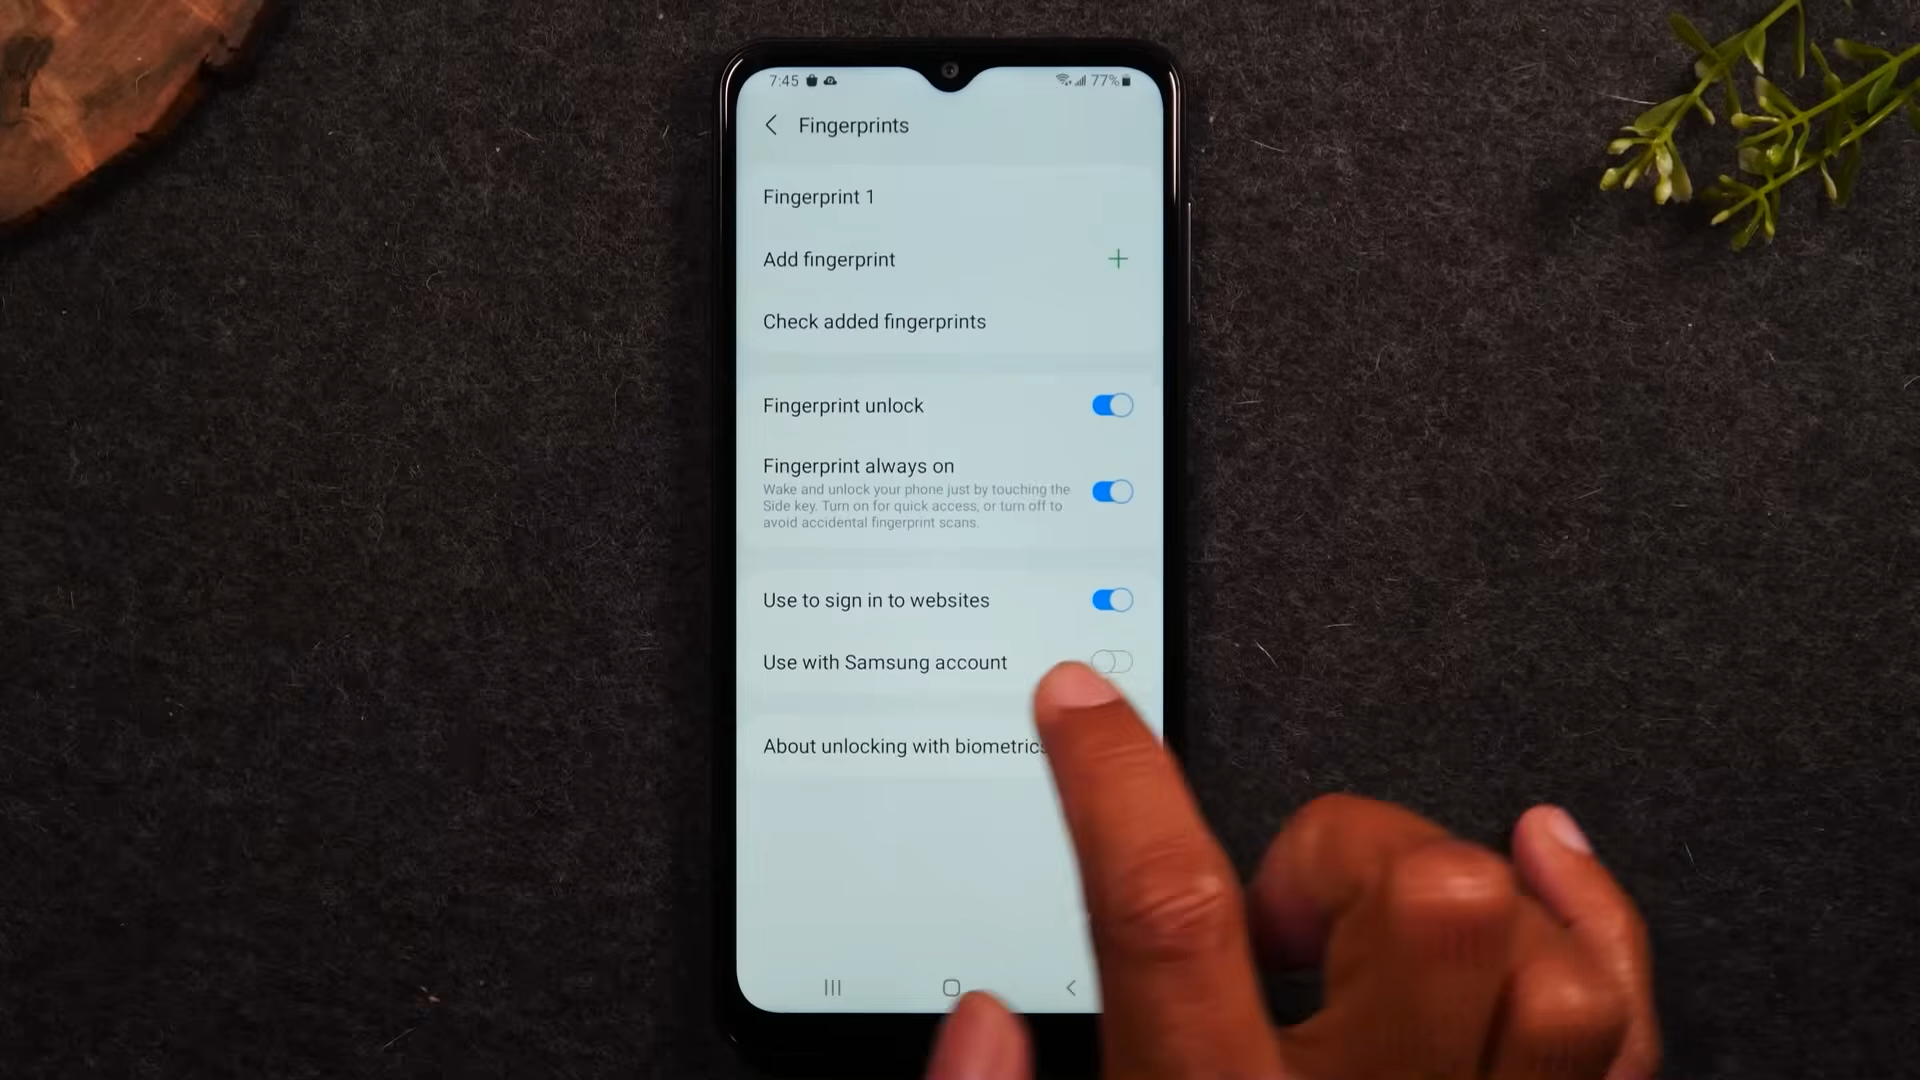 7:45
77%
Fingerprints
Fingerprint 1
Add fingerprint
Check added fingerprints
Fingerprint unlock
Fingerprint always on
Wake and unlock your phone just by touching the
Side key. Turn on for quick access, or turn off to
avoid accidental fingerprint scans.
Use to sign in to websites
Use with Samsung account
About unlocking with biometrics